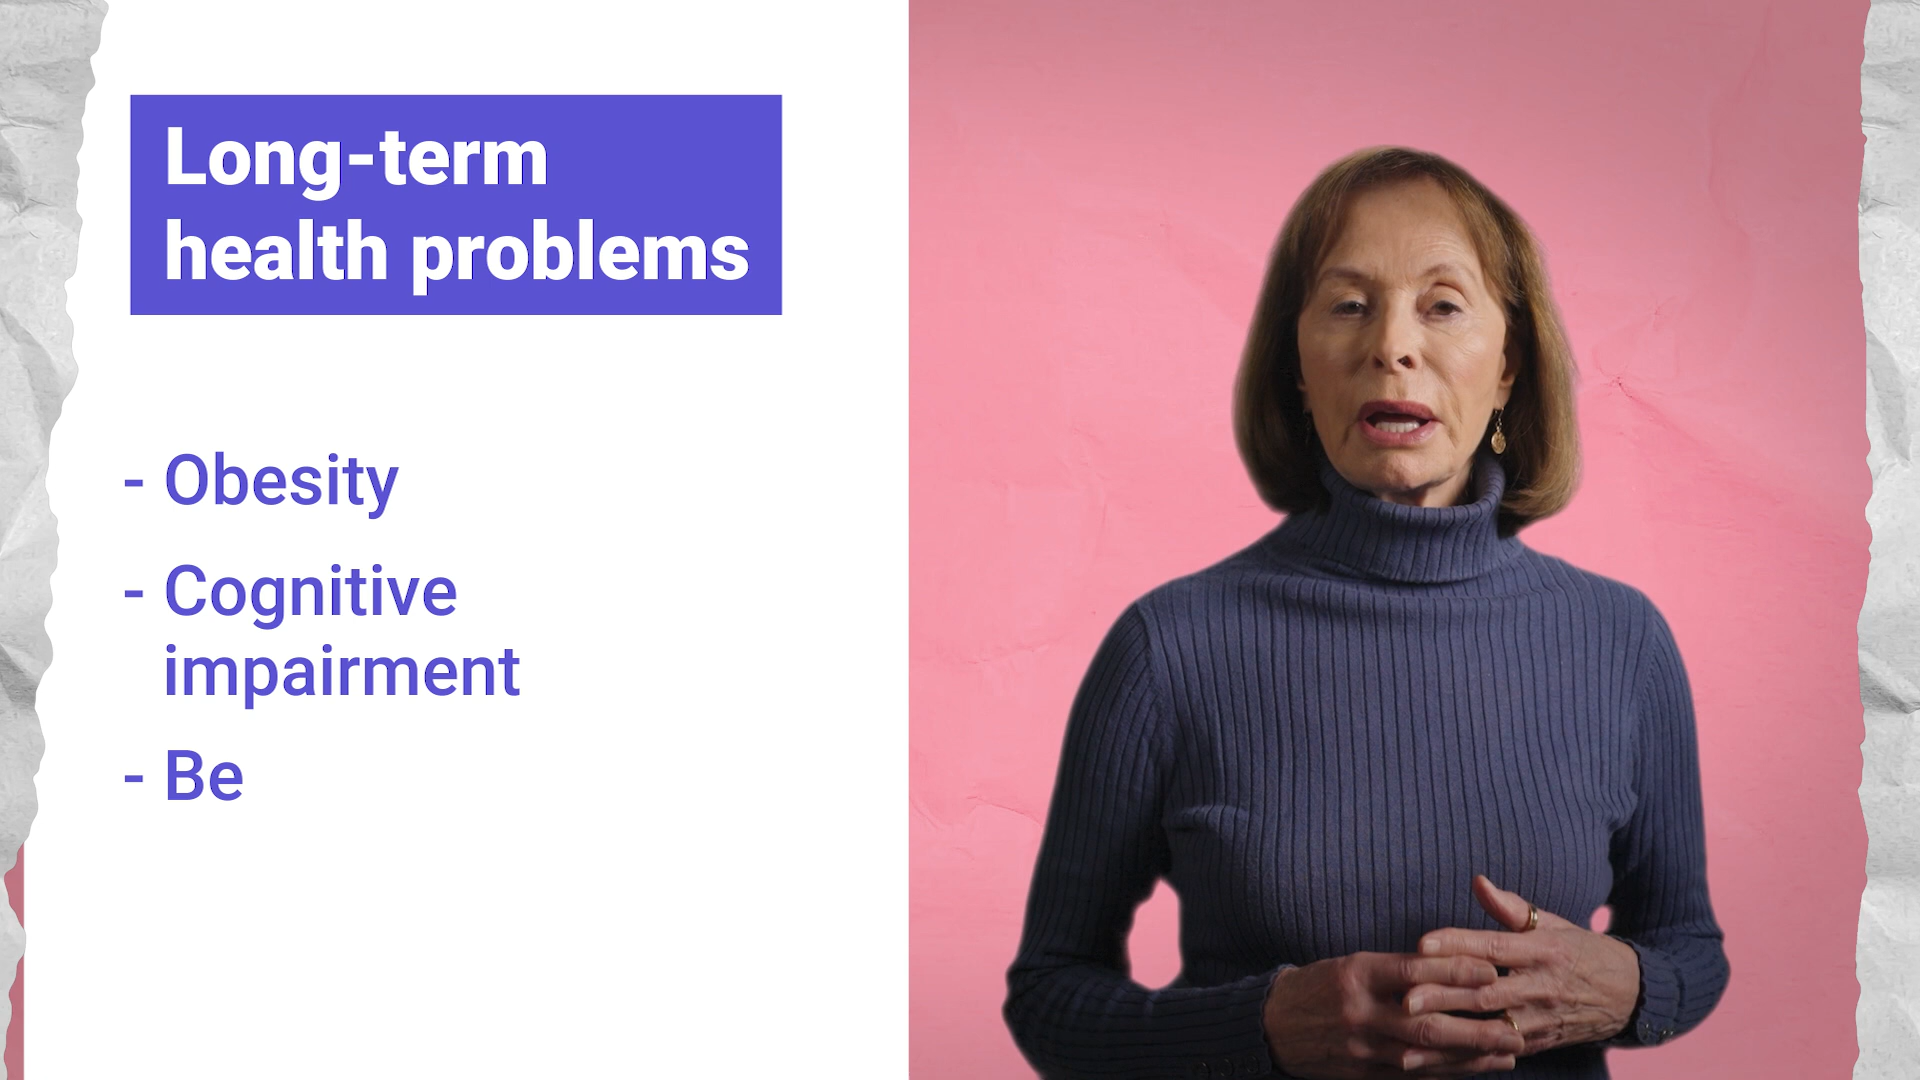 Long-term
health problems
- Obesity
- Cognitive
impairment
- Be